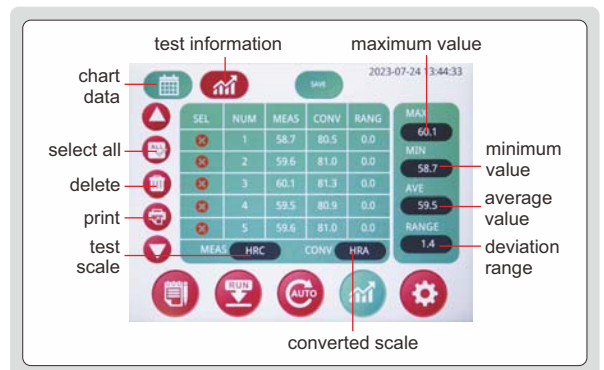 test information
maximum value
chart data
2023-07-24 13:44:33
SAVE
SEL NUM MEAS CONV RANG
1 58.7 80.5 0.0
2 59.6 81.0 0.0
3 60.1 81.3 0.0
4 59.5 80.9 0.0
5 59.6 81.0 0.0
MEAS HRC CONV HRA
MAX
60.1
MIN
58.7
AVE
59.5
RANGE
1.4
ALL
select all
delete
print
test scale
minimum value
average value
deviation range
RUN
AUTO
converted scale